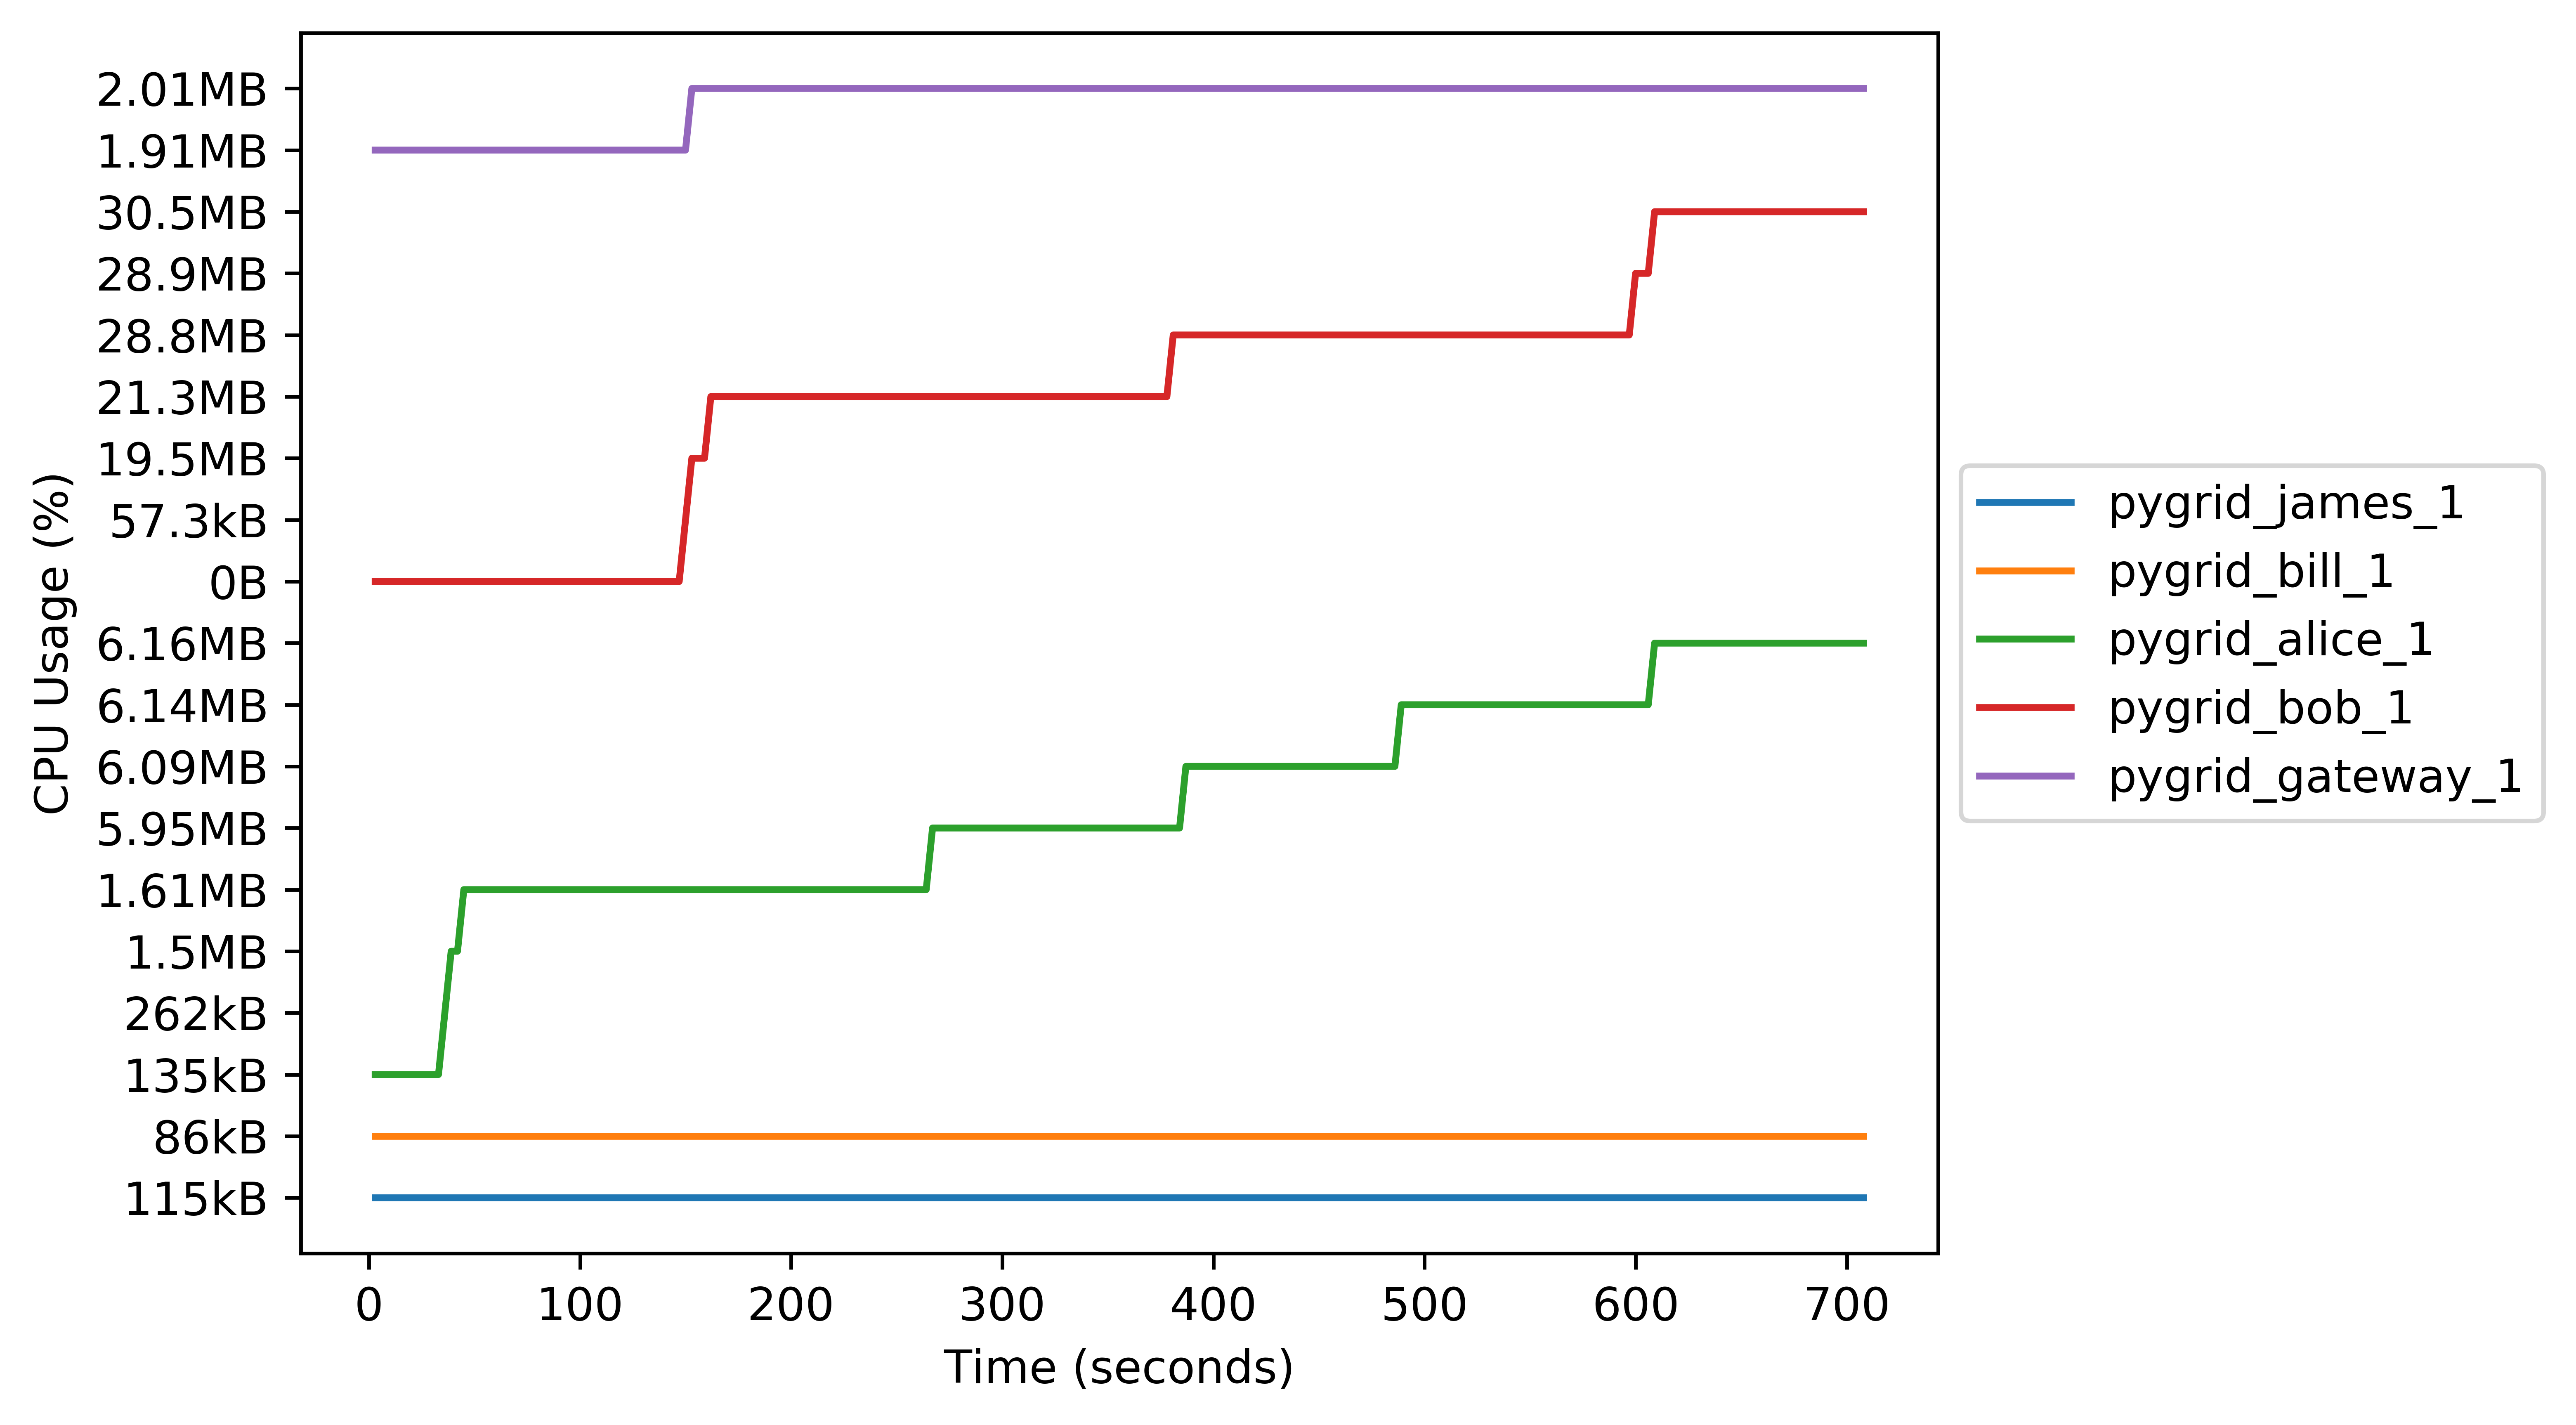 2.01MB
1.91MB
30.5MB
28.9MB
28.8MB
21.3MB
19.5MB
57.3kB
0B
6.16MB
6.14MB
6.09MB
5.95MB
1.61MB
1.5MB
262kB
135kB
86kB
115kB
CPU Usage (%)
0 100 200 300 400 500 600 700
Time (seconds)
pygrid_james_1
pygrid_bill_1
pygrid_alice_1
pygrid_bob_1
pygrid_gateway_1